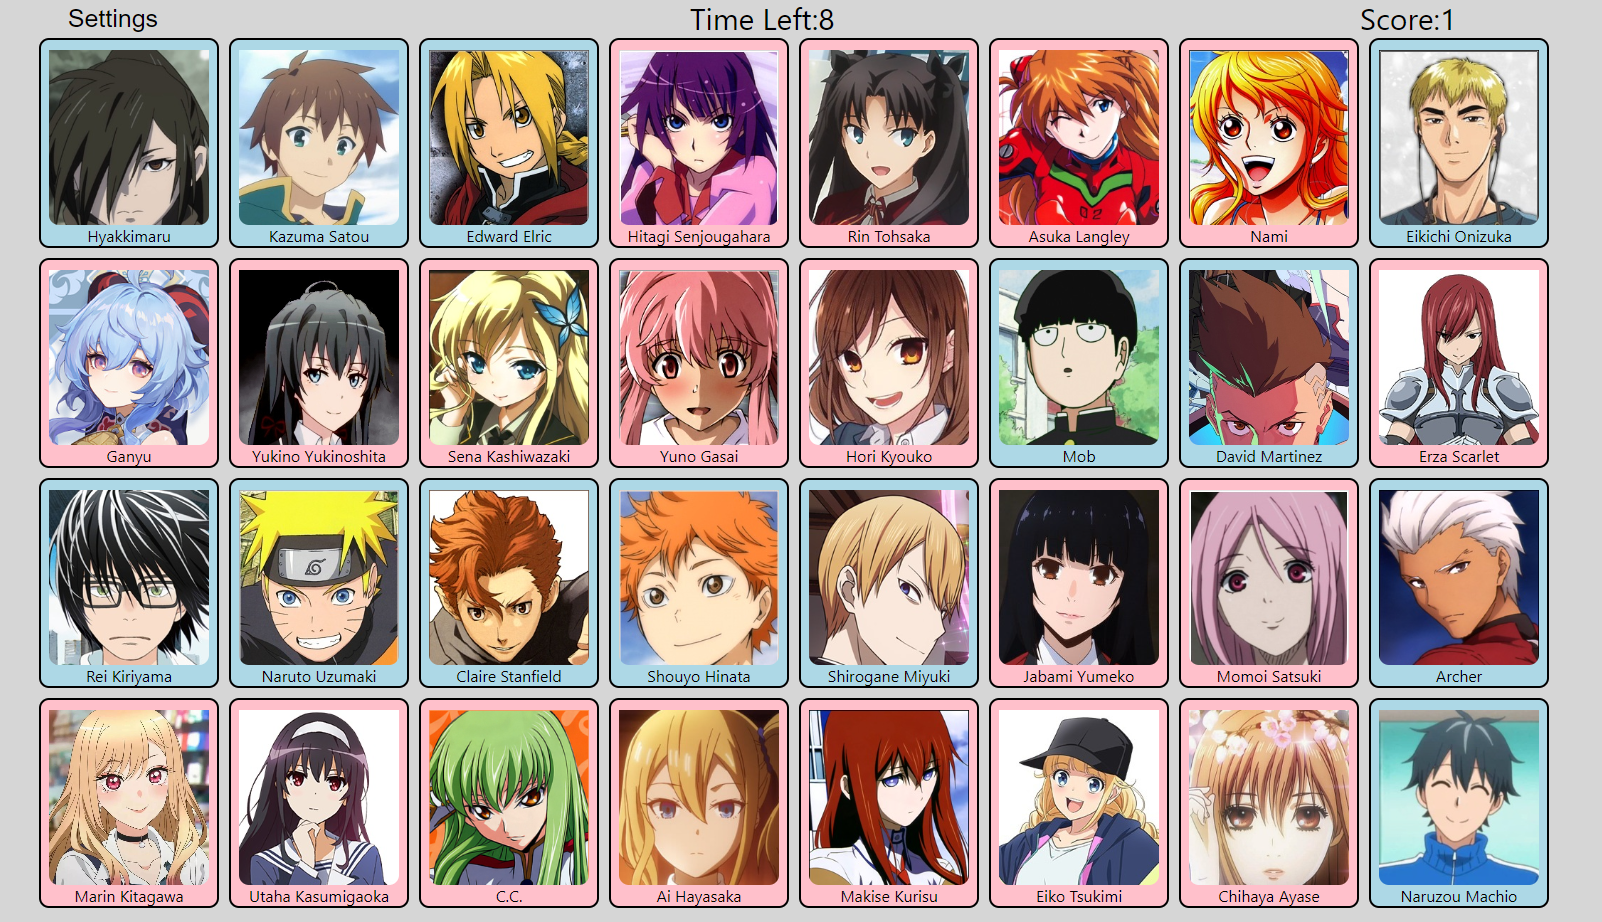 Settings
Time Left:8
Score:1
Hyakkimaru
Kazuma Satou
Edward Elric
Hitagi Senjougahara
Rin Tohsaka
Asuka Langley
Nami
Eikichi Onizuka
Ganyu
Yukino Yukinoshita
Sena Kashiwazaki
Yuno Gasai
Hori Kyouko
Mob
David Martinez
Erza Scarlet
Rei Kiriyama
Naruto Uzumaki
Claire Stanfield
Shouyo Hinata
Shirogane Miyuki
Jabami Yumeko
Momoi Satsuki
Archer
Marin Kitagawa
Utaha Kasumigaoka
C.C.
Ai Hayasaka
Makise Kurisu
Eiko Tsukimi
Chihaya Ayase
Naruzou Machio